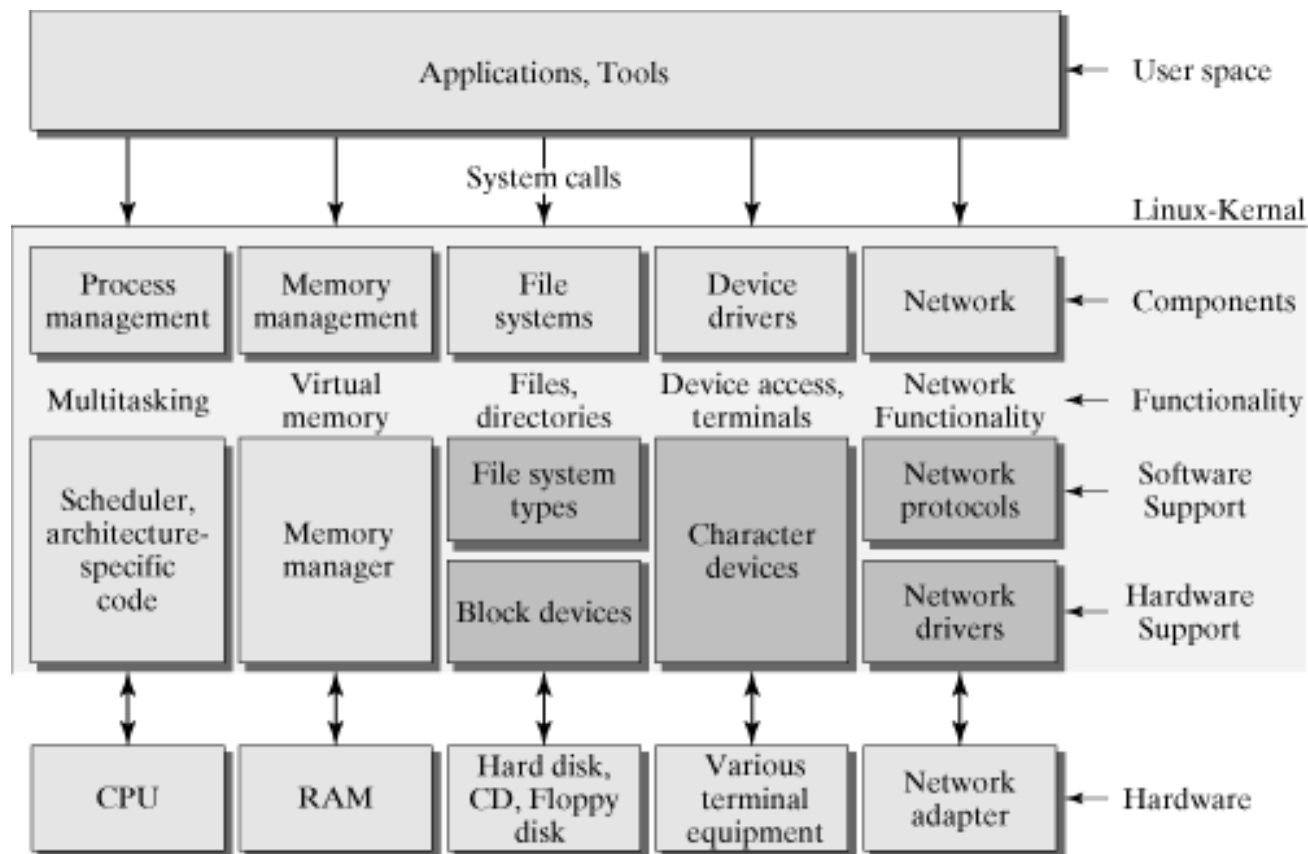 Applications, Tools
User space
System calls
Linux-Kernal
Process
management
Memory
management
File
systems
Device
drivers
Network
Components
Multitasking
Virtual
memory
Files,
directories
Device access,
terminals
Network
Functionality
Functionality
Scheduler,
architecture-
specific
code
Memory
manager
File system
types
Block devices
Character
devices
Network
protocols
Network
drivers
Software
Support
Hardware
Support
CPU
RAM
Hard disk,
CD, Floppy
disk
Various
terminal
equipment
Network
adapter
Hardware